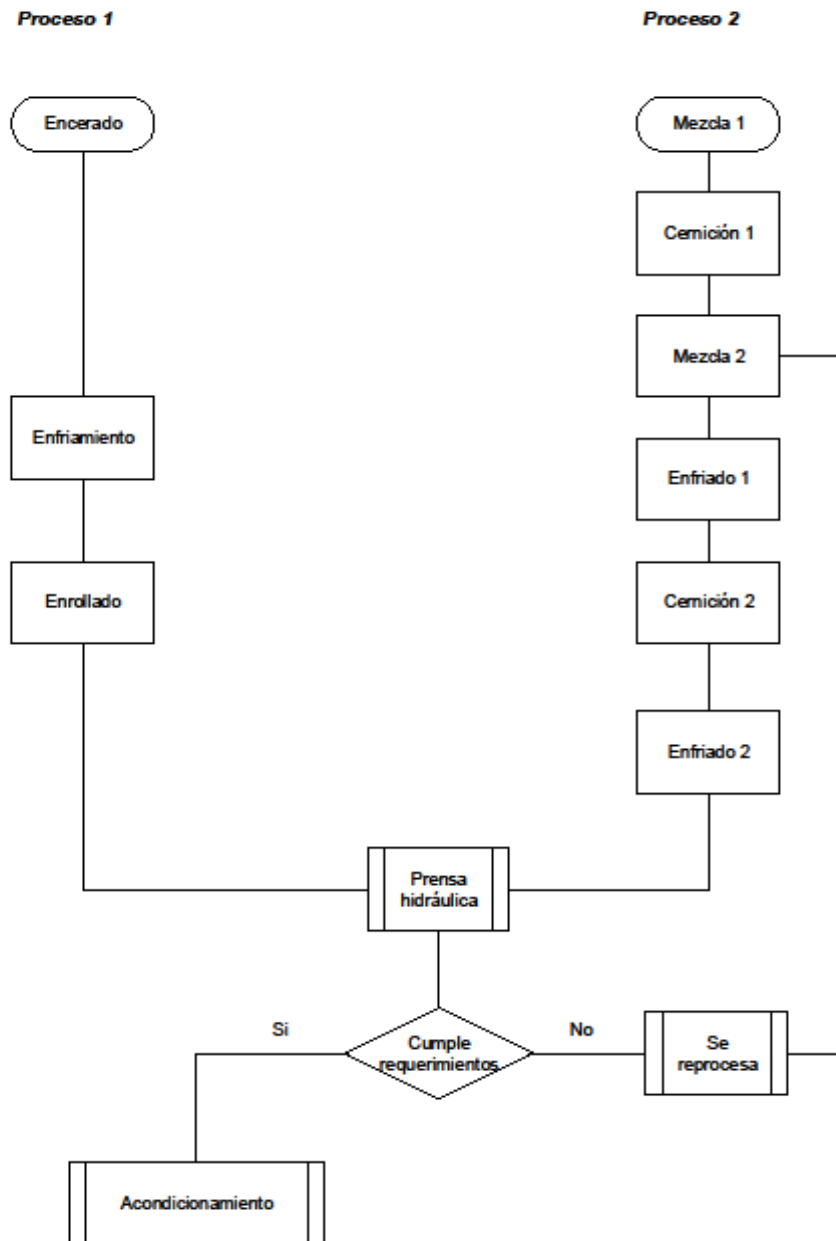 Proceso 1
Proceso 2
Encerado
Mezcla 1
Cernición 1
Mezcla 2
Enfriamiento
Enfriado 1
Enrollado
Cernición 2
Enfriado 2
Prensa
hidráulica
Si
Cumple
requerimientos
No
Se
reprocesa
Acondicionamiento